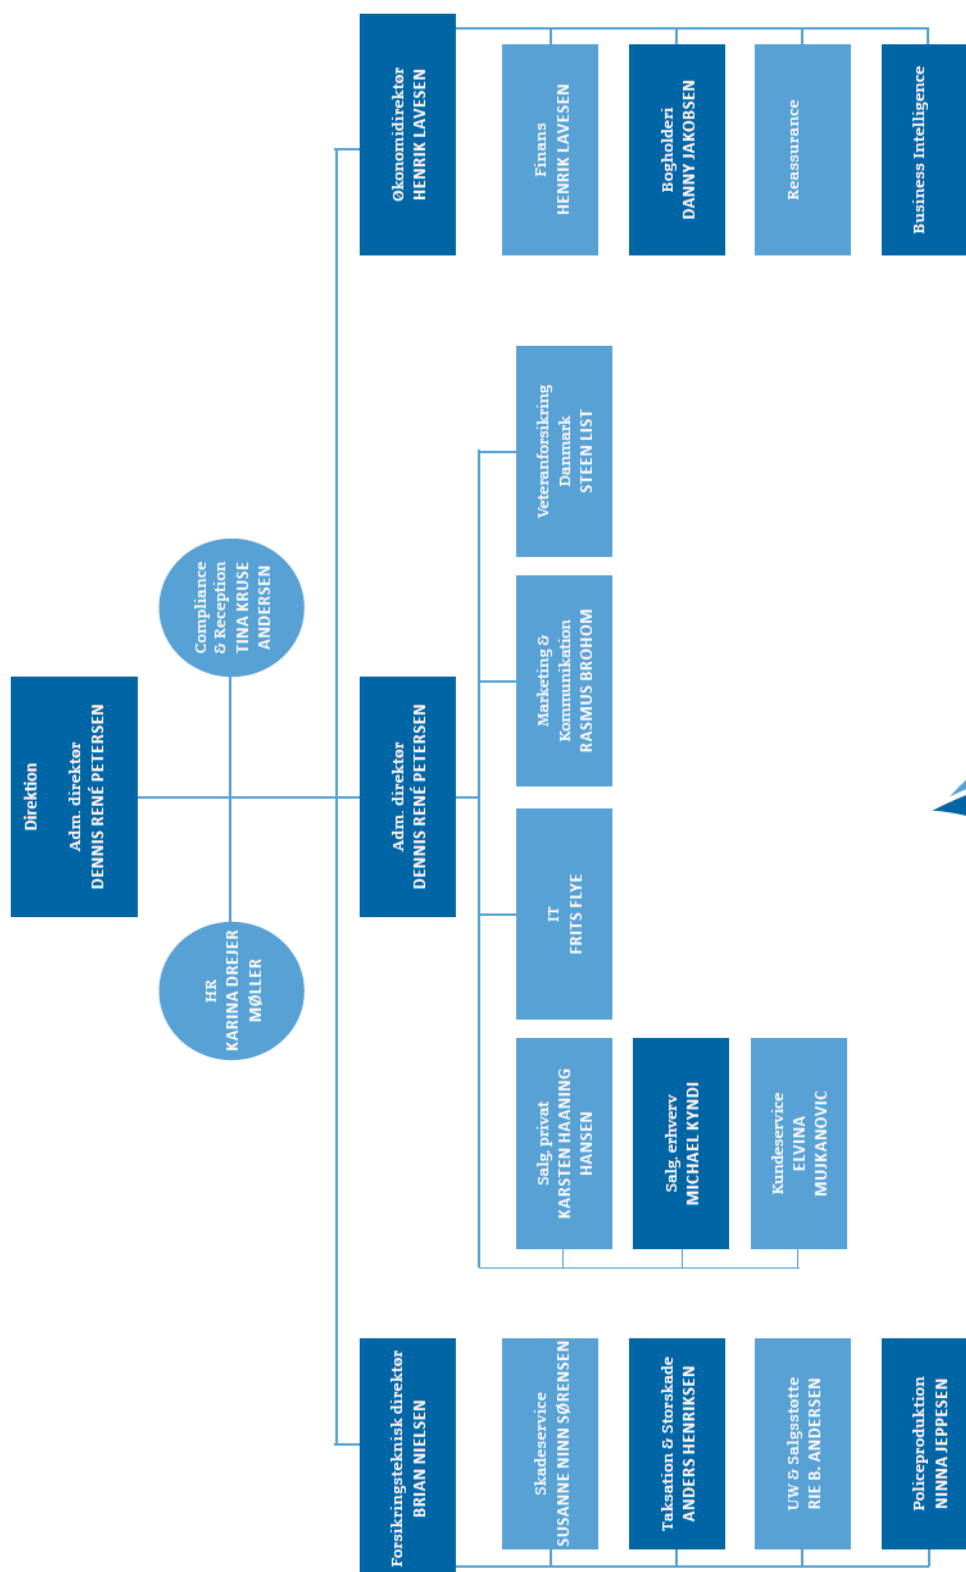 Direktion
Adm. direktør
DENNIS RENÉ PETERSEN
HR
KARINA DREJER
MØLLER
Compliance
& Reception
TINA KRUSE
ANDERSEN
Forsikringsteknisk direktør
BRIAN NIELSEN
Adm. direktør
DENNIS RENÉ PETERSEN
Økonomidirektør
HENRIK LAVESEN
Skadeservice
SUSANNE NINN SØRENSEN
Taksation & Storskade
ANDERS HENRIKSEN
UW & Salgsstøtte
RIE B. ANDERSEN
Policeproduktion
NINNA JEPPESEN
Salg, privat
KARSTEN HAANING
HANSEN
Salg, erhverv
MICHAEL KYNDI
Kundeservice
ELVINA
MUJKANOVIC
IT
FRITS FLYE
Marketing &
Kommunikation
RASMUS BROHOM
Veteranforsikring
Danmark
STEEN LIST
Finans
HENRIK LAVESEN
Bogholderi
DANNY JAKOBSEN
Reassurance
Business Intelligence